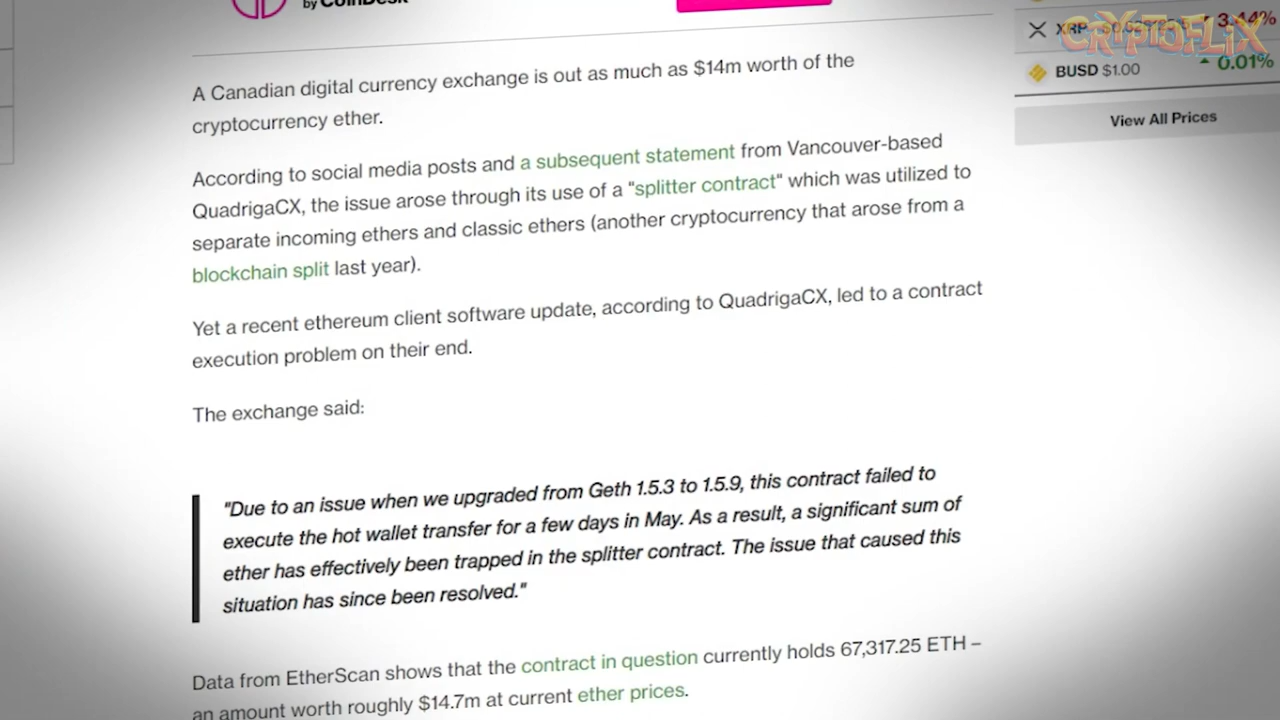 by CoinDesk
A Canadian digital currency exchange is out as much as $14m worth of the
cryptocurrency ether.
According to social media posts and a subsequent statement from Vancouver-based
QuadrigaCX, the issue arose through its use of a "splitter contract" which was utilized to
separate incoming ethers and classic ethers (another cryptocurrency that arose from a
blockchain split last year).
Yet a recent ethereum client software update, according to QuadrigaCX, led to a contract
execution problem on their end.
The exchange said:
"Due to an issue when we upgraded from Geth 1.5.3 to 1.5.9, this contract failed to
execute the hot wallet transfer for a few days in May. As a result, a significant sum of
ether has effectively been trapped in the splitter contract. The issue that caused this
situation has since been resolved."
Data from EtherScan shows that the contract in question currently holds 67,317.25 ETH –
an amount worth roughly $14.7m at current ether prices.
XRP 3.44%
CRYPTOFLIX
BUSD $1.00 0.01%
View All Prices